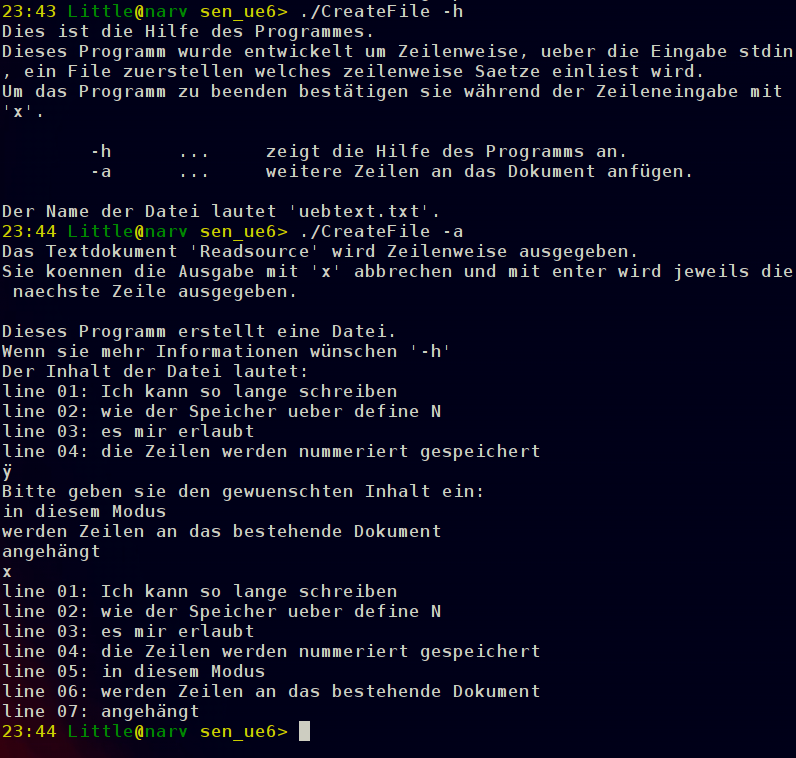 23:43 Little@narv sen_ue6> ./CreateFile -h
Dies ist die Hilfe des Programmes.
Dieses Programm wurde entwickelt um Zeilenweise, ueber die Eingabe stdin
, ein File zuerstellen welches zeilenweise Saetze einliest wird.
Um das Programm zu beenden bestätigen sie während der Zeileneingabe mit
'x'.
-h ... zeigt die Hilfe des Programms an.
-a ... weitere Zeilen an das Dokument anfügen.
Der Name der Datei lautet 'uebtext.txt'.
23:44 Little@narv sen_ue6> ./CreateFile -a
Das Textdokument 'Readsource' wird Zeilenweise ausgegeben.
Sie koennen die Ausgabe mit 'x' abbrechen und mit enter wird jeweils die
naechste Zeile ausgegeben.
Dieses Programm erstellt eine Datei.
Wenn sie mehr Informationen wünschen '-h'
Der Inhalt der Datei lautet:
line 01: Ich kann so lange schreiben
line 02: wie der Speicher ueber define N
line 03: es mir erlaubt
line 04: die Zeilen werden nummeriert gespeichert
ÿ
Bitte geben sie den gewuenschten Inhalt ein:
in diesem Modus
werden Zeilen an das bestehende Dokument
angehängt
x
line 01: Ich kann so lange schreiben
line 02: wie der Speicher ueber define N
line 03: es mir erlaubt
line 04: die Zeilen werden nummeriert gespeichert
line 05: in diesem Modus
line 06: werden Zeilen an das bestehende Dokument
line 07: angehängt
23:44 Little@narv sen_ue6>